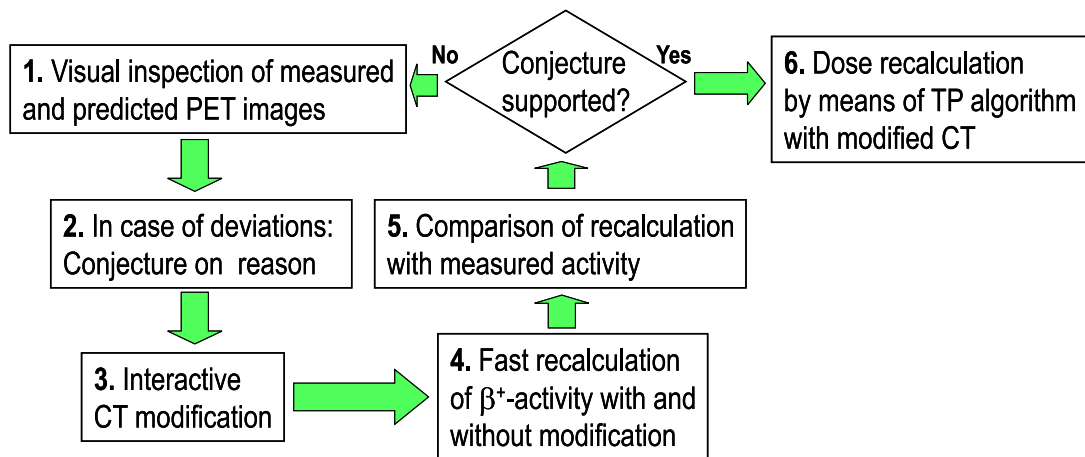 1. Visual inspection of measured
and predicted PET images
No
Conjecture
supported?
Yes
6. Dose recalculation
by means of TP algorithm
with modified CT
2. In case of deviations:
Conjecture on reason
5. Comparison of recalculation
with measured activity
3. Interactive
CT modification
4. Fast recalculation
of β⁺-activity with and
without modification